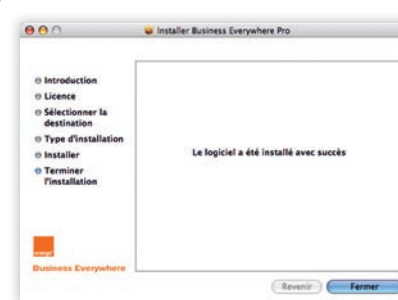 Installer Business Everywhere Pro
Introduction
Licence
Sélectionner la
destination
Type d'installation
Installer
Terminer
l'installation
Le logiciel a été installé avec succès
orange
Business Everywhere
Revenir
Fermer